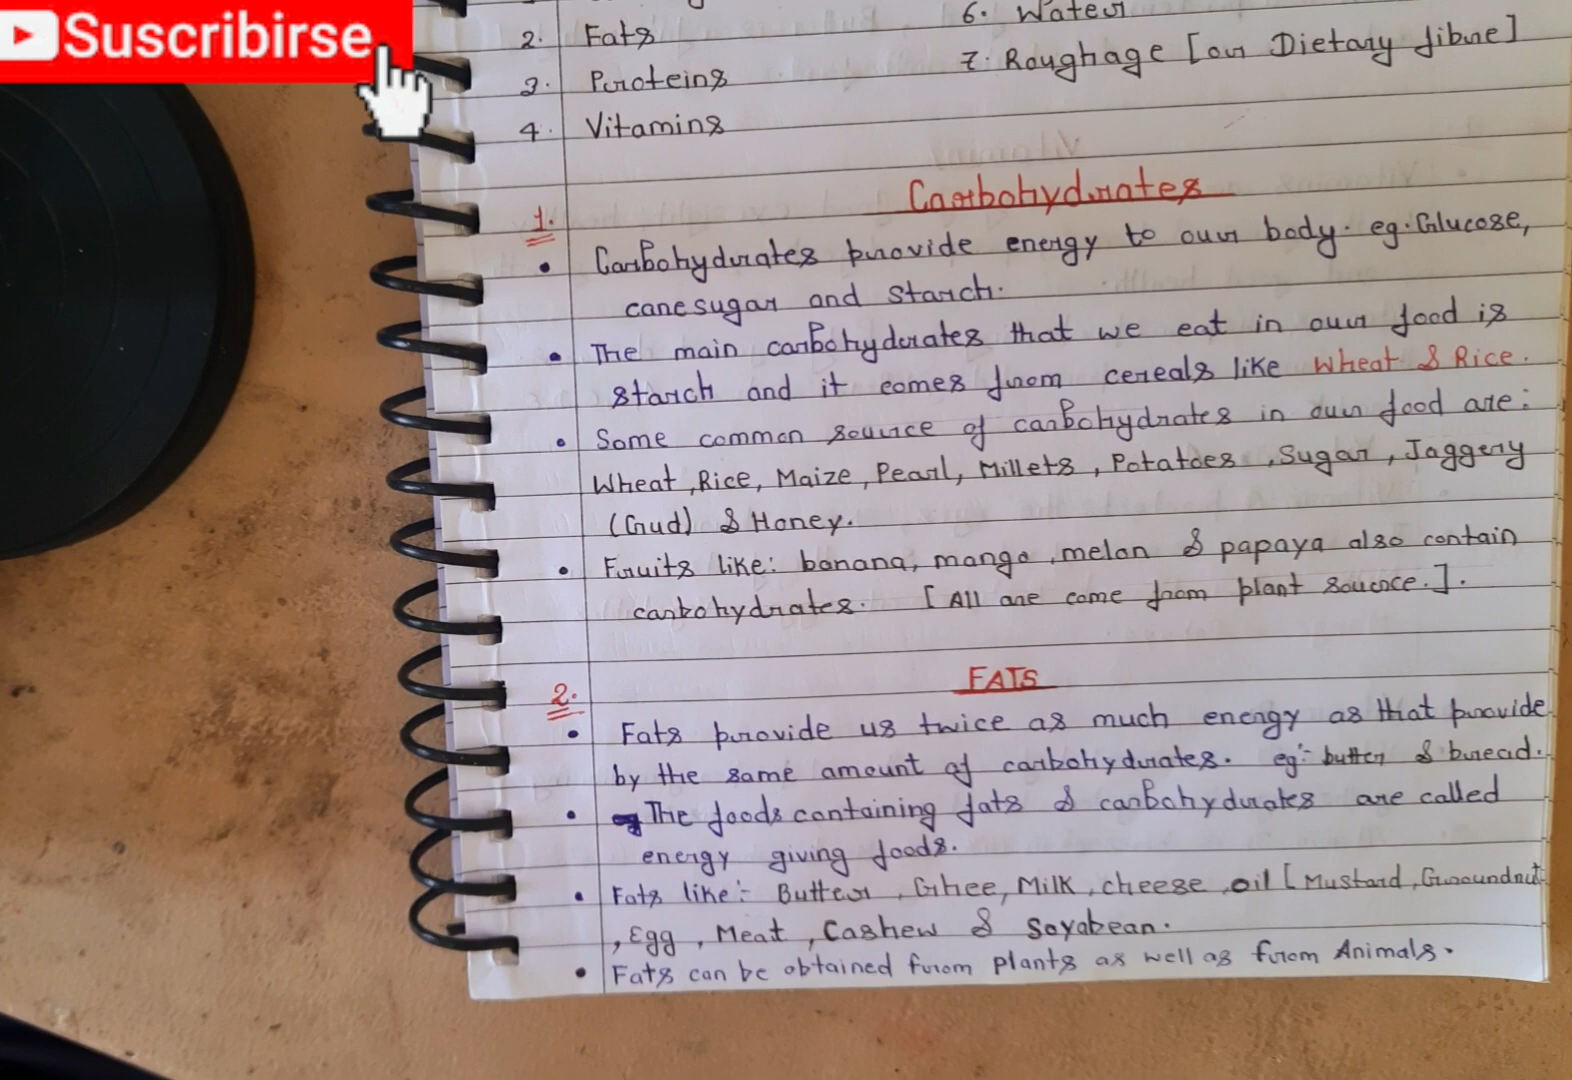 Suscribirse
2. Fats
3. Proteins
4. Vitamins
6. Water
7. Roughage [or Dietary fibre]
Carbohydrates
1.
• Carbohydrates provide energy to our body. eg. Glucose,
cane sugar and starch.
• The main carbohydrates that we eat in our food is
starch and it comes from cereals like Wheat & Rice.
• Some common source of carbohydrates in our food are:
Wheat, Rice, Maize, Pearl, Millets, Potatoes, Sugar, Jaggery
(Gud) & Honey.
• Fruits like: banana, mango, melon & papaya also contain
carbohydrates. [All are come from plant source.].
FATS
2.
• Fats provide us twice as much energy as that provide
by the same amount of carbohydrates. eg:- butter & bread.
• The foods containing fats & carbohydrates are called
energy giving foods.
• Fats like:- Butter, Ghee, Milk, cheese, oil [Mustard, Groundnut
, Egg, Meat, Cashew & Soyabean.
• Fats can be obtained from plants as well as from Animals.